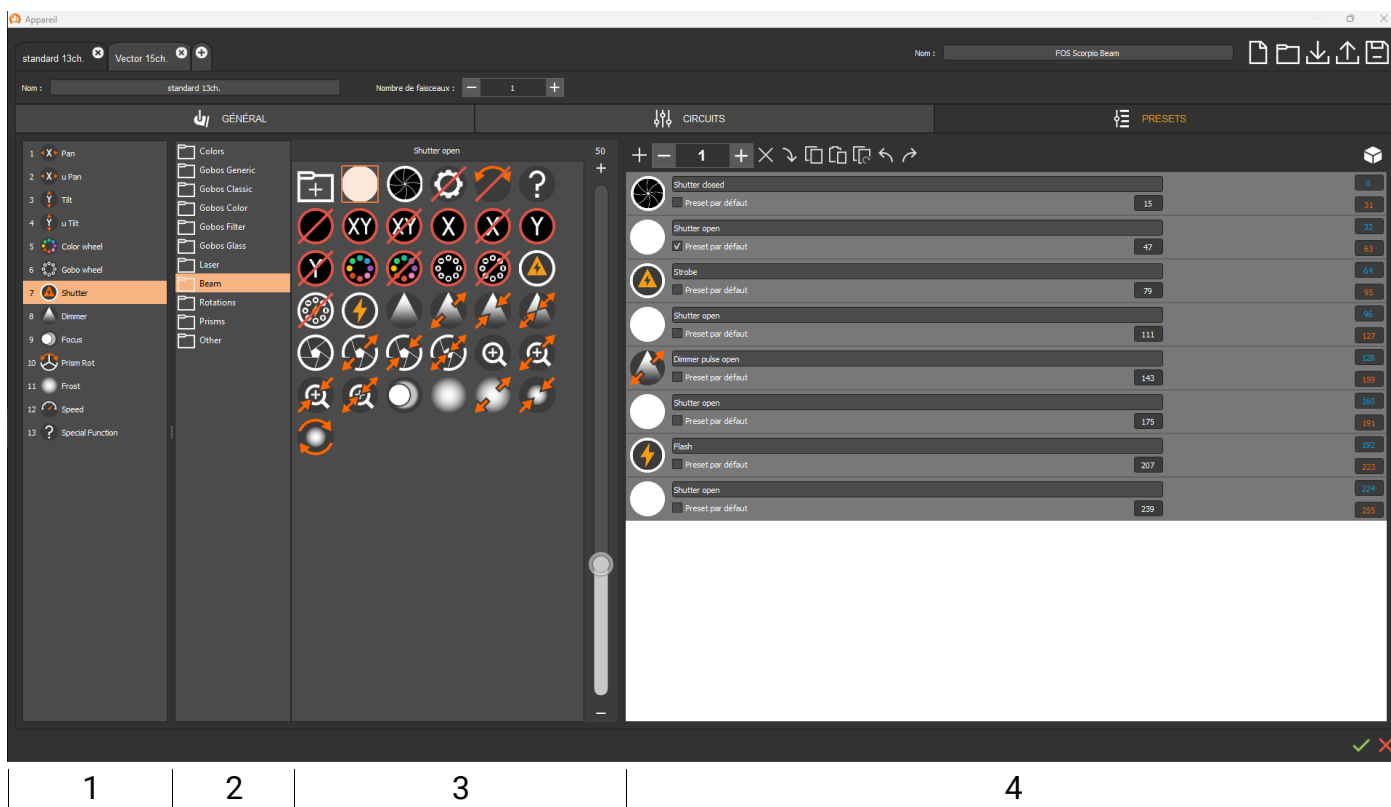 Appareil
standard 13ch. Vector 15ch. Nom : FOS Scorpio Beam
Nom : standard 13ch. Nombre de faisceaux : 1
GÉNÉRAL CIRCUITS PRESETS
1 X Pan
2 X u Pan
3 Y Tilt
4 Y u Tilt
5 Color wheel
6 Gobo wheel
7 Shutter
8 Dimmer
9 Focus
10 Prism Rot
11 Frost
12 Speed
13 ? Special Function
Colors
Gobos Generic
Gobos Classic
Gobos Color
Gobos Filter
Gobos Glass
Laser
Beam
Rotations
Prisms
Other
Shutter open 50
?
XY XY X X Y
Y
1
Shutter closed 0
Preset par défaut 15 31
Shutter open 32
Preset par défaut 47 63
Strobe 64
Preset par défaut 79 95
Shutter open 96
Preset par défaut 111 127
Dimmer pulse open 128
Preset par défaut 143 159
Shutter open 160
Preset par défaut 175 191
Flash 192
Preset par défaut 207 223
Shutter open 224
Preset par défaut 239 255
1 2 3 4